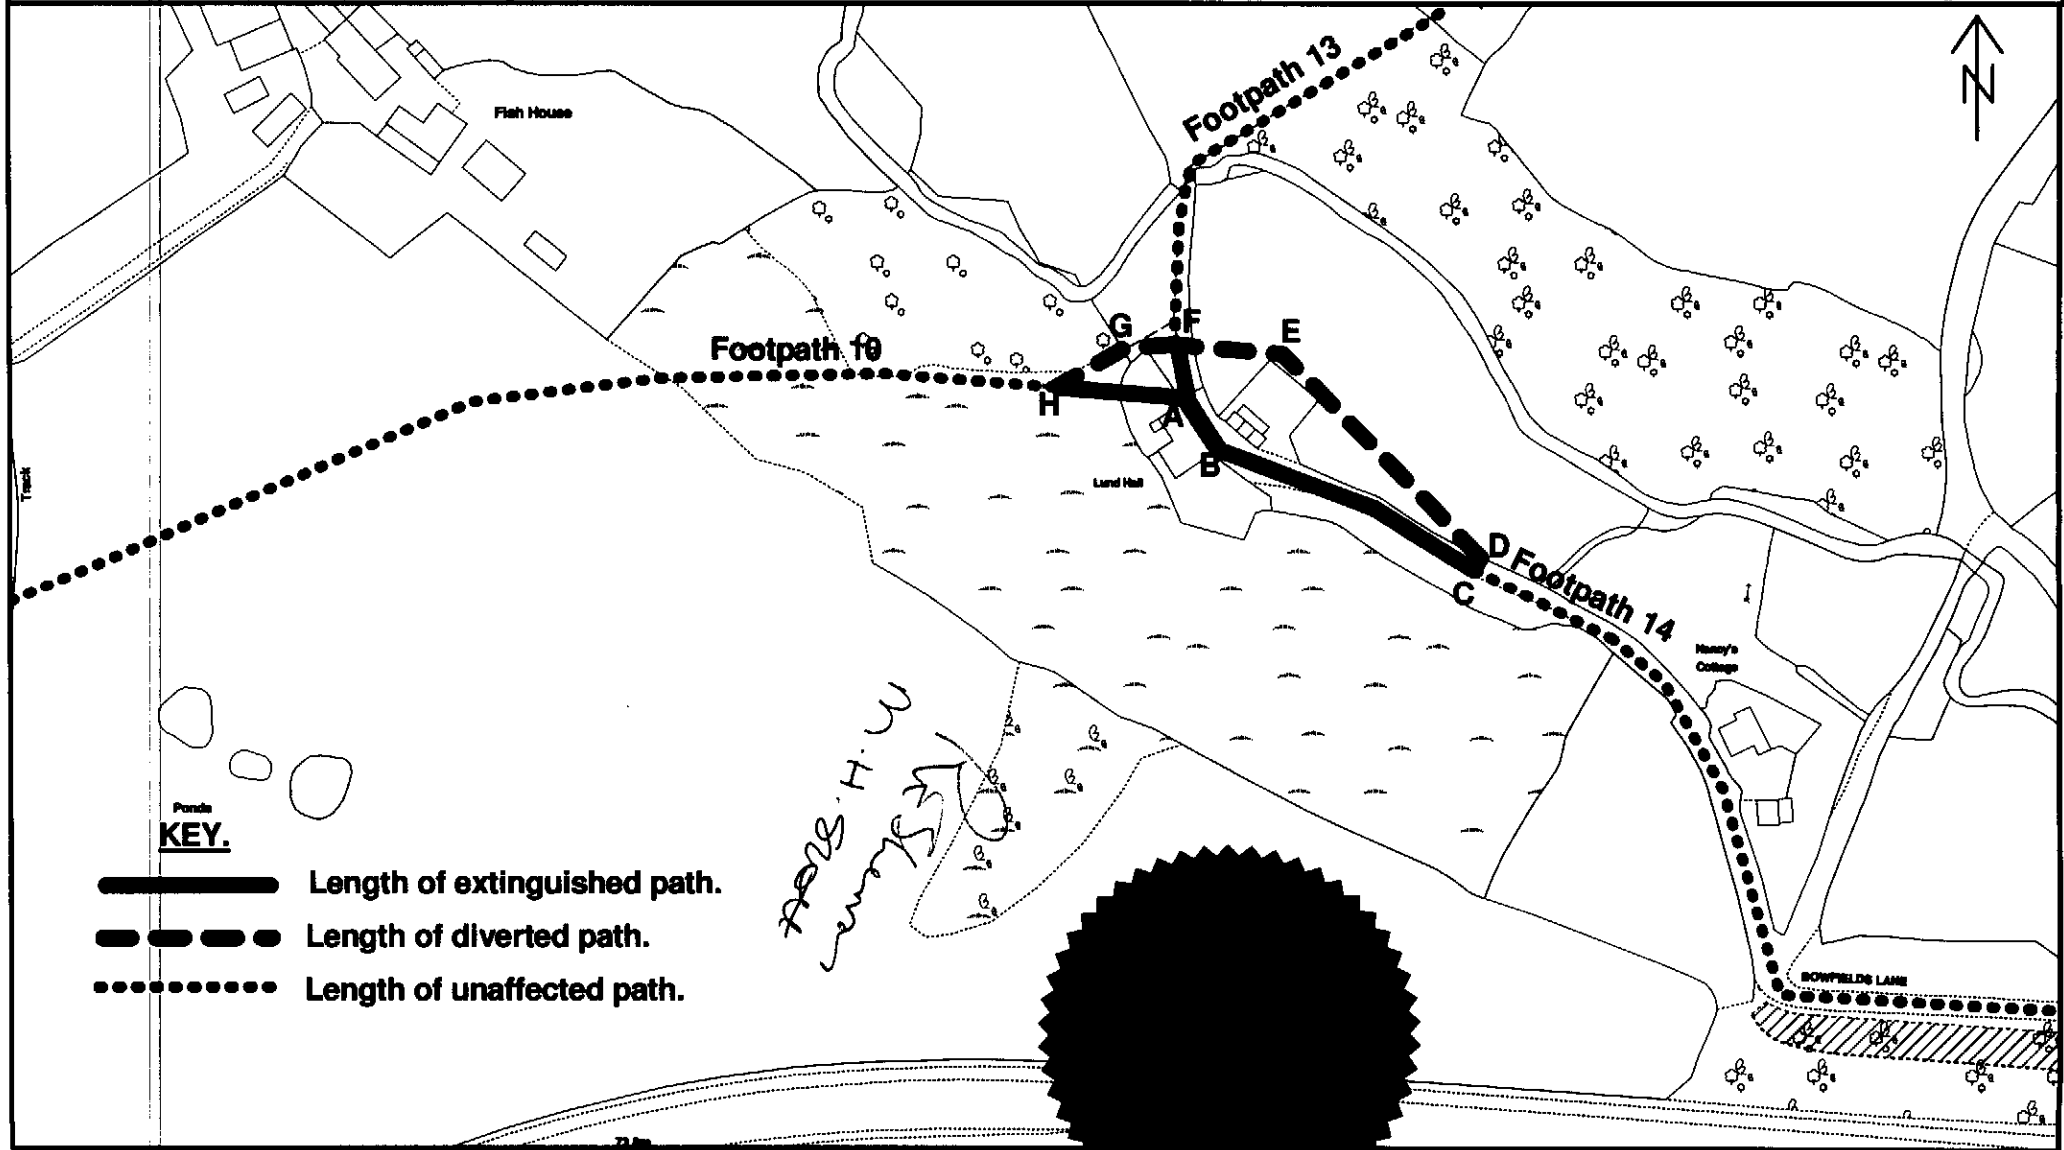 Footpath 13
N
Fish House
G
F
E
Footpath 10
H
A
B
Track
Lund Hall
D
Footpath 14
C
Nanny's
Cottage
W.H.
Ponds
KEY.
Length of extinguished path.
Length of diverted path.
Length of unaffected path.
BOWFIELDS LANE